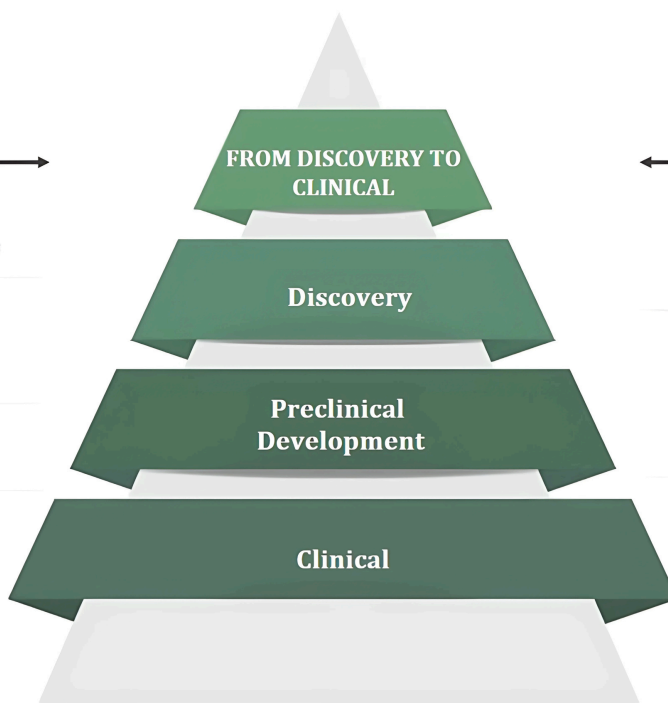 FROM DISCOVERY TO
CLINICAL
Discovery
Preclinical
Development
Clinical